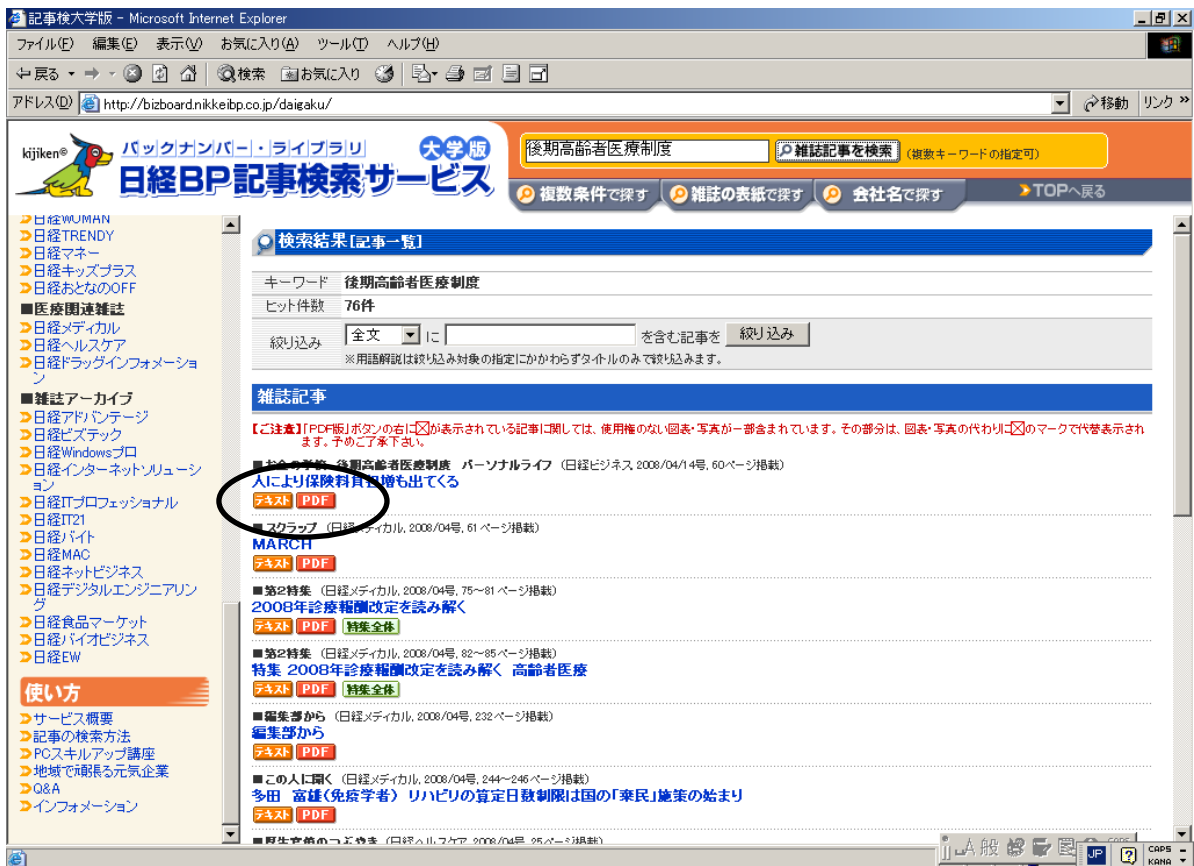 記事検大学版 - Microsoft Internet Explorer
ファイル(F) 編集(E) 表示(V) お気に入り(A) ツール(T) ヘルプ(H)
戻る 検索 お気に入り
アドレス(D) http://bizboard.nikkeibp.co.jp/daigaku/ 移動 リンク »
kijiken® バックナンバー・ライブラリ 大学版
日経BP記事検索サービス
後期高齢者医療制度 雑誌記事を検索 (複数キーワードの指定可)
複数条件で探す 雑誌の表紙で探す 会社名で探す TOPへ戻る
日経WOMAN
日経TRENDY
日経マネー
日経キッズプラス
日経おとなのOFF
■医療関連雑誌
日経メディカル
日経ヘルスケア
日経ドラッグインフォメーショ
ン
■雑誌アーカイブ
日経アドバンテージ
日経ビズテック
日経Windowsプロ
日経インターネットソリューシ
ョン
日経ITプロフェッショナル
日経IT21
日経バイト
日経MAC
日経ネットビジネス
日経デジタルエンジニアリン
グ
日経食品マーケット
日経バイオビジネス
日経EW
使い方
サービス概要
記事の検索方法
PCスキルアップ講座
地域で頑張る元気企業
Q&A
インフォメーション
検索結果[記事一覧]
キーワード 後期高齢者医療制度
ヒット件数 76件
絞り込み 全文 に を含む記事を 絞り込み
※用語解説は絞り込み対象の指定にかかわらずタイトルのみで絞り込みます。
雑誌記事
【ご注意】「PDF版」ボタンの右に☒が表示されている記事に関しては、使用権のない図表・写真が一部含まれています。その部分は、図表・写真の代わりに☒のマークで代替表示され
ます。予めご了承下さい。
■お金の学校 後期高齢者医療制度 パーソナルライフ (日経ビジネス, 2008/04/14号, 60ページ掲載)
人により保険料負担増も出てくる
テキスト PDF
■スクラップ (日経メディカル, 2008/04号, 61 ページ掲載)
MARCH
テキスト PDF
■第2特集 (日経メディカル, 2008/04号, 75～81 ページ掲載)
2008年診療報酬改定を読み解く
テキスト PDF 特集全体
■第2特集 (日経メディカル, 2008/04号, 82～85ページ掲載)
特集 2008年診療報酬改定を読み解く 高齢者医療
テキスト PDF 特集全体
■編集部から (日経メディカル, 2008/04号, 232ページ掲載)
編集部から
テキスト PDF
■この人に聞く (日経メディカル, 2008/04号, 244～246ページ掲載)
多田 富雄(免疫学者) リハビリの算定日数制限は国の「棄民」施策の始まり
テキスト PDF
■厚生官僚のつぶやき (日経ヘルスケア, 2008/04号, 25ページ掲載)
A 般 JP CAPS
KANA